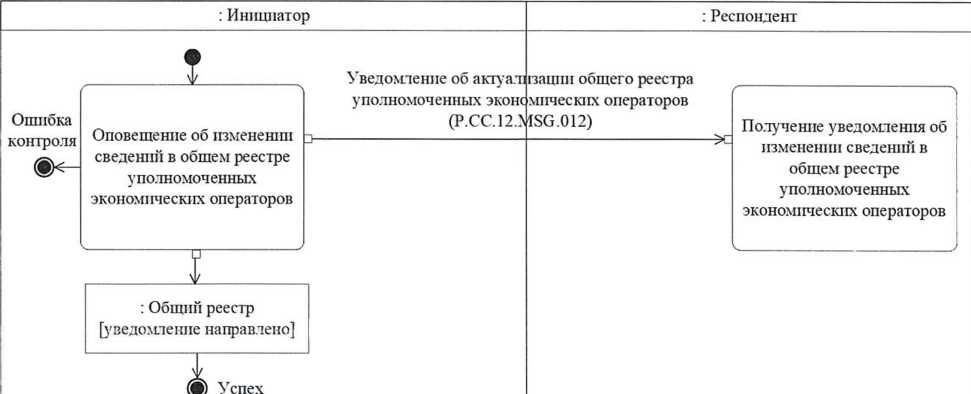 : Инициатор
: Респондент
Уведомление об актуализации общего реестра
уполномоченных экономических операторов
(P.CC.12.MSG.012)
Ошибка
контроля
Оповещение об изменении
сведений в общем реестре
уполномоченных
экономических операторов
Получение уведомления об
изменении сведений в
общем реестре
уполномоченных
экономических операторов
: Общий реестр
[уведомление направлено]
Успех